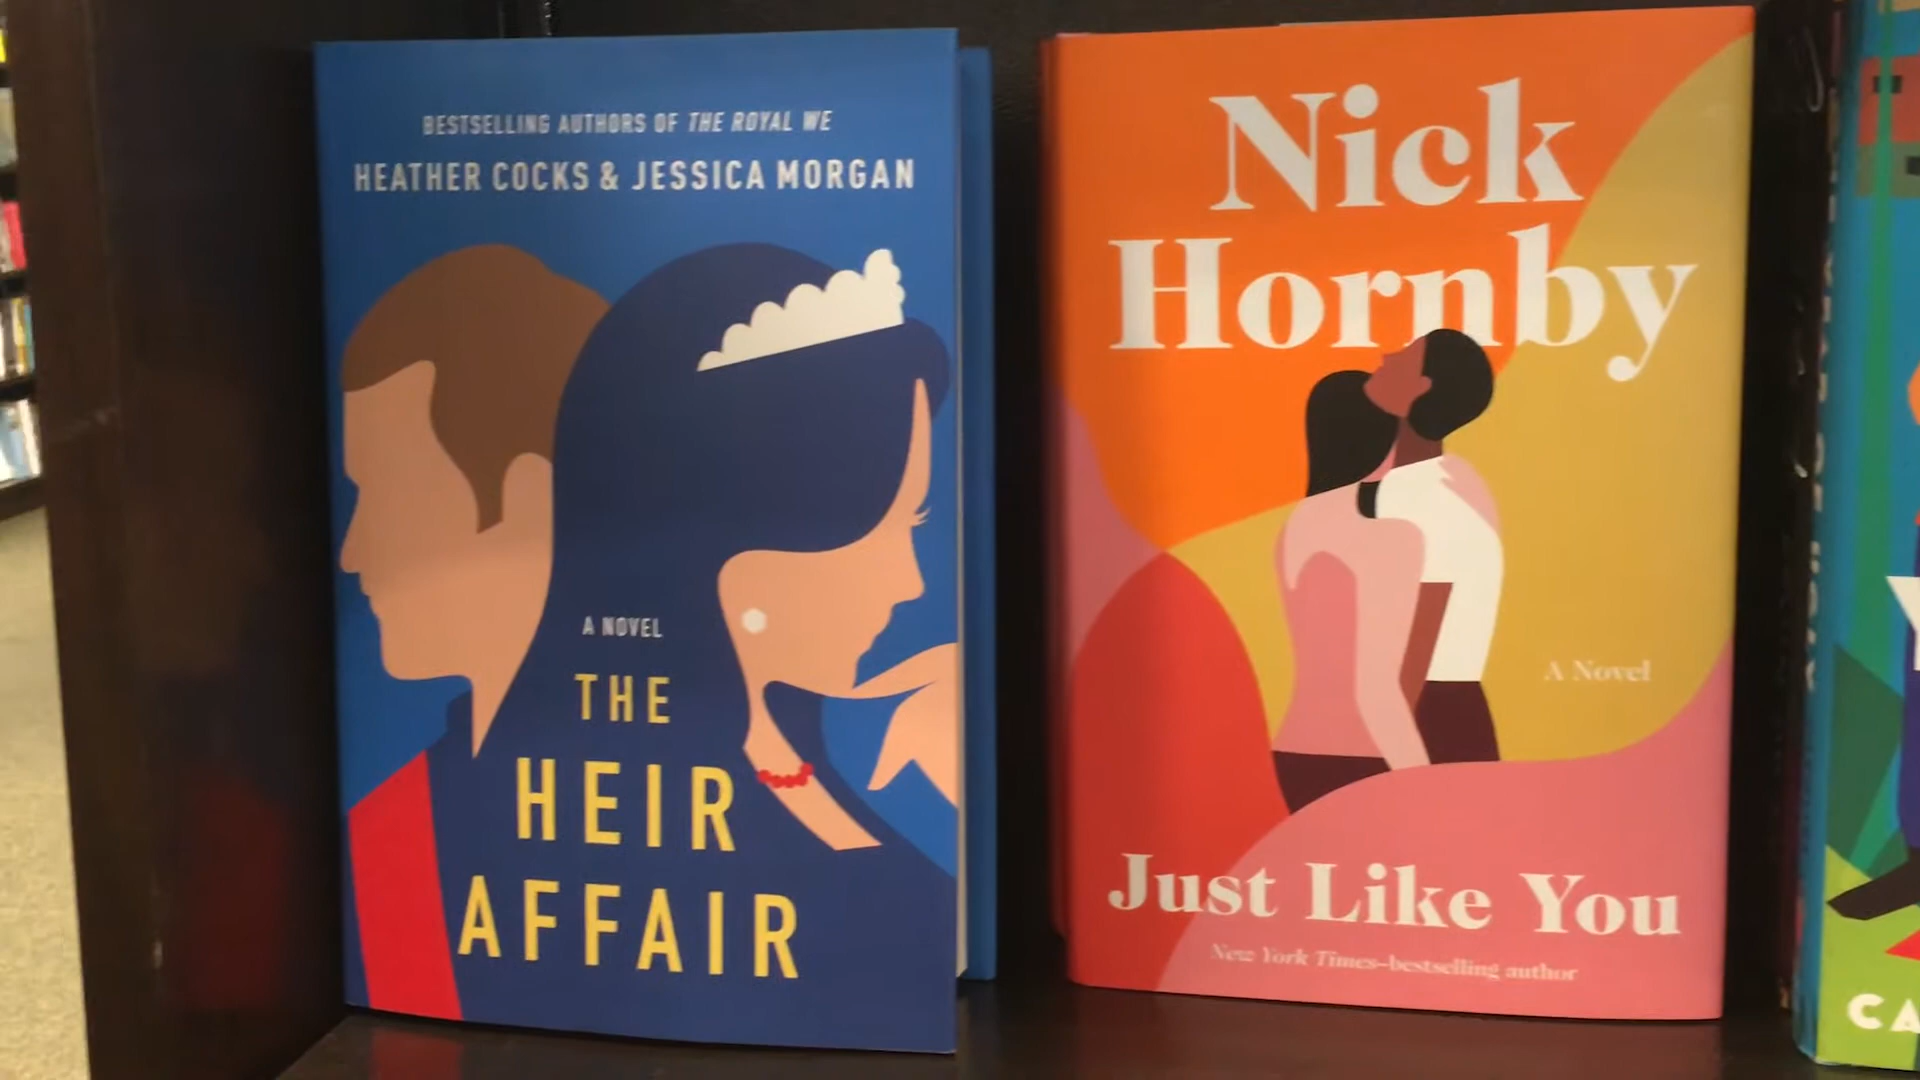 BESTSELLING AUTHORS OF THE ROYAL WE
HEATHER COCKS & JESSICA MORGAN
A NOVEL
THE
HEIR
AFFAIR
Nick
Hornby
A Novel
Just Like You
New York Times–bestselling author
CA